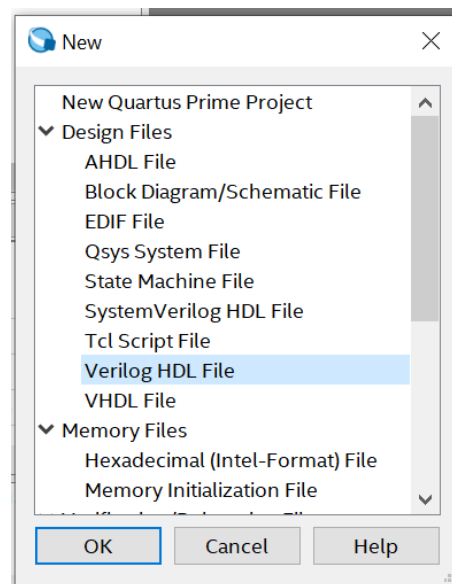 New
New Quartus Prime Project
Design Files
AHDL File
Block Diagram/Schematic File
EDIF File
Qsys System File
State Machine File
SystemVerilog HDL File
Tcl Script File
Verilog HDL File
VHDL File
Memory Files
Hexadecimal (Intel-Format) File
Memory Initialization File
OK Cancel Help